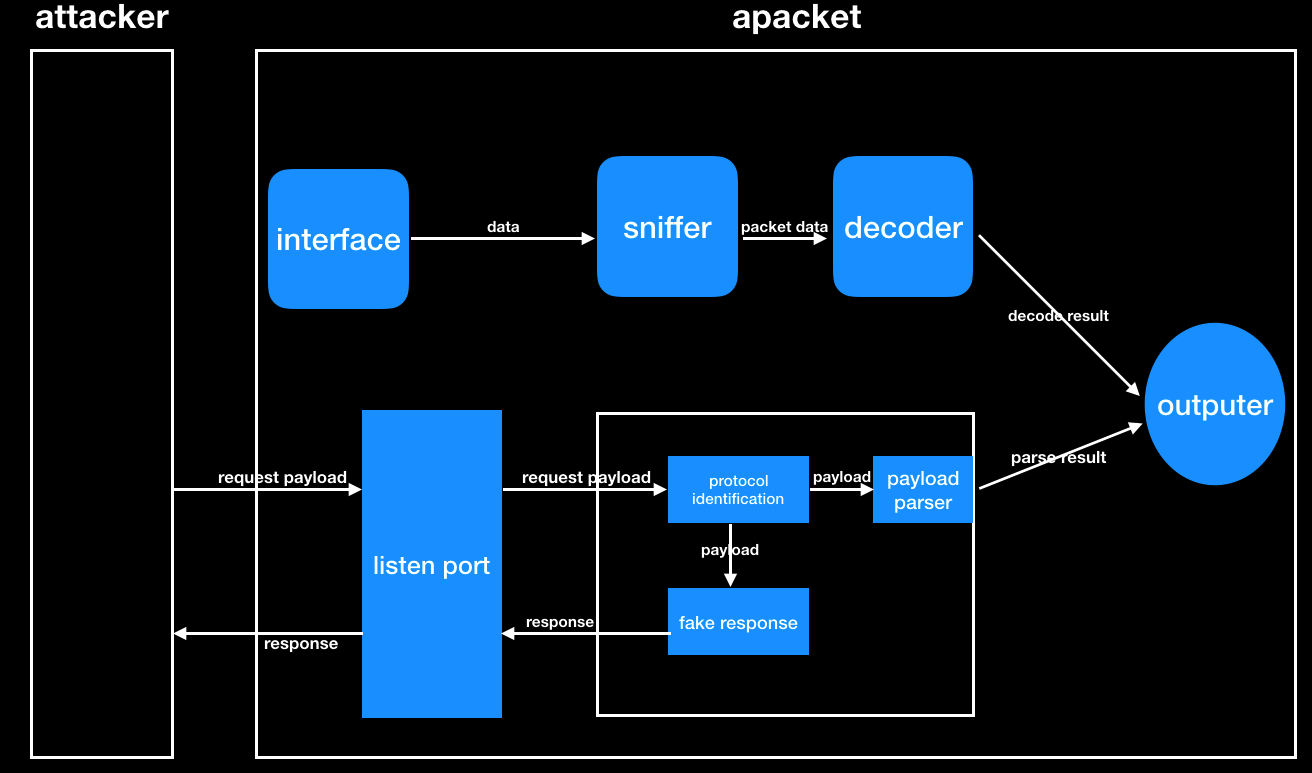 attacker
apacket
interface
data
sniffer
packet data
decoder
decode result
outputer
request payload
listen port
request payload
protocol
identification
payload
payload
parser
parse result
payload
fake response
response
response